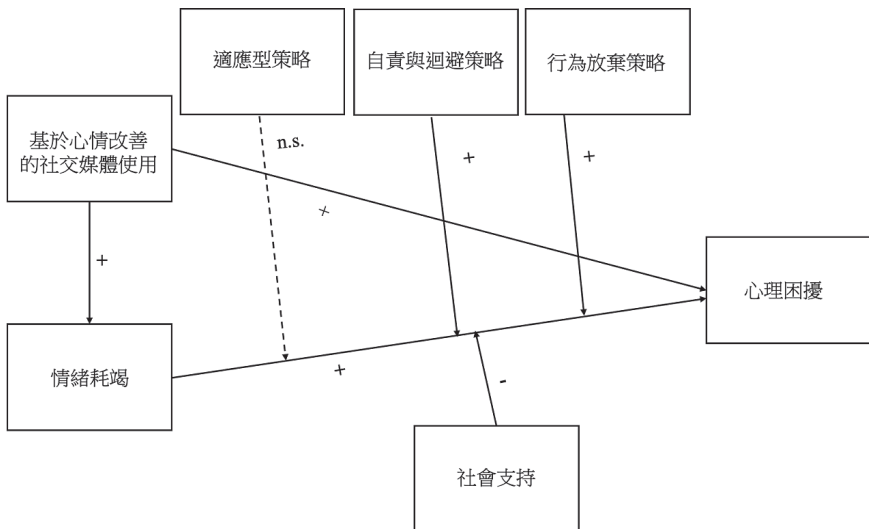 適應型策略
自責與迴避策略
行為放棄策略
基於心情改善
的社交媒體使用
n.s.
+
+
+
+
心理困擾
情緒耗竭
+
-
社會支持